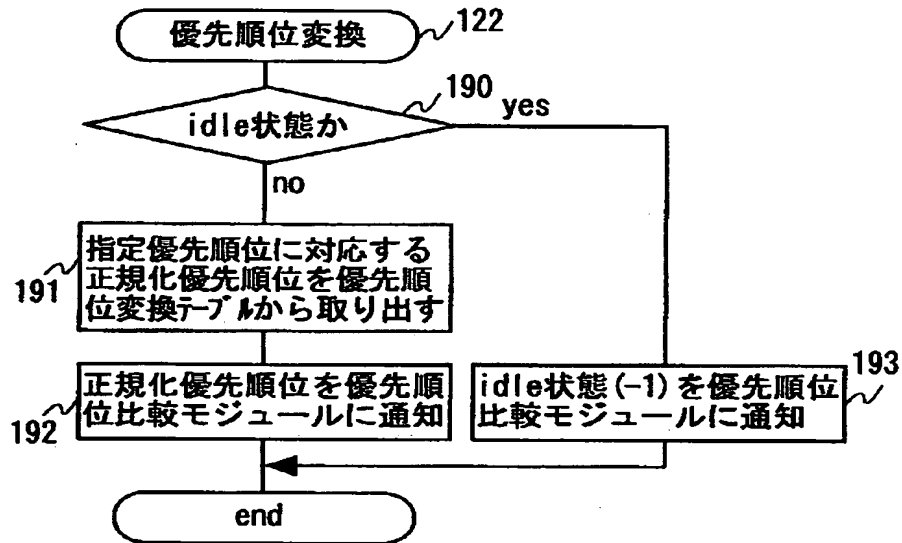 優先順位変換
122
190
yes
idle状態か
no
指定優先順位に対応する
正規化優先順位を優先順
位変換テーブルから取り出す
191
正規化優先順位を優先順
位比較モジュールに通知
192
idle状態(-1)を優先順位
比較モジュールに通知
193
end